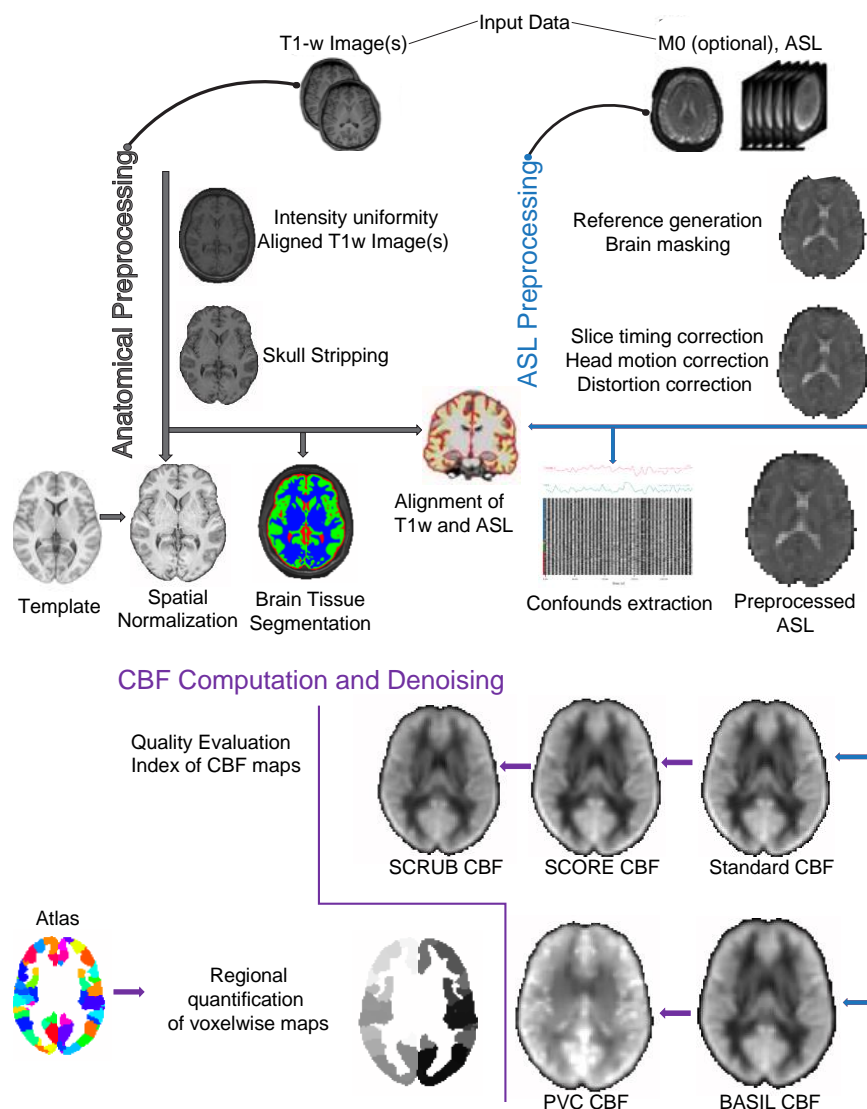 Input Data
T1-w Image(s)
M0 (optional), ASL
Anatomical Preprocessing
Intensity uniformity
Aligned T1w Image(s)
Skull Stripping
ASL Preprocessing
Reference generation
Brain masking
Slice timing correction
Head motion correction
Distortion correction
Template
Spatial
Normalization
Brain Tissue
Segmentation
Alignment of
T1w and ASL
Confounds extraction
Preprocessed
ASL
CBF Computation and Denoising
Quality Evaluation
Index of CBF maps
SCRUB CBF
SCORE CBF
Standard CBF
Atlas
Regional
quantification
of voxelwise maps
PVC CBF
BASIL CBF